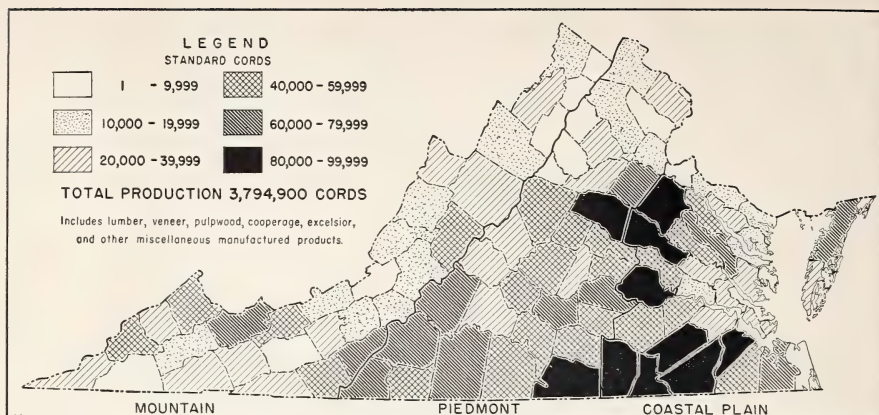 LEGEND
STANDARD CORDS
1 - 9,999
40,000 - 59,999
10,000 - 19,999
60,000 - 79,999
20,000 - 39,999
80,000 - 99,999
TOTAL PRODUCTION 3,794,900 CORDS
Includes lumber, veneer, pulpwood, cooperage, excelsior,
and other miscellaneous manufactured products.
MOUNTAIN PIEDMONT COASTAL PLAIN